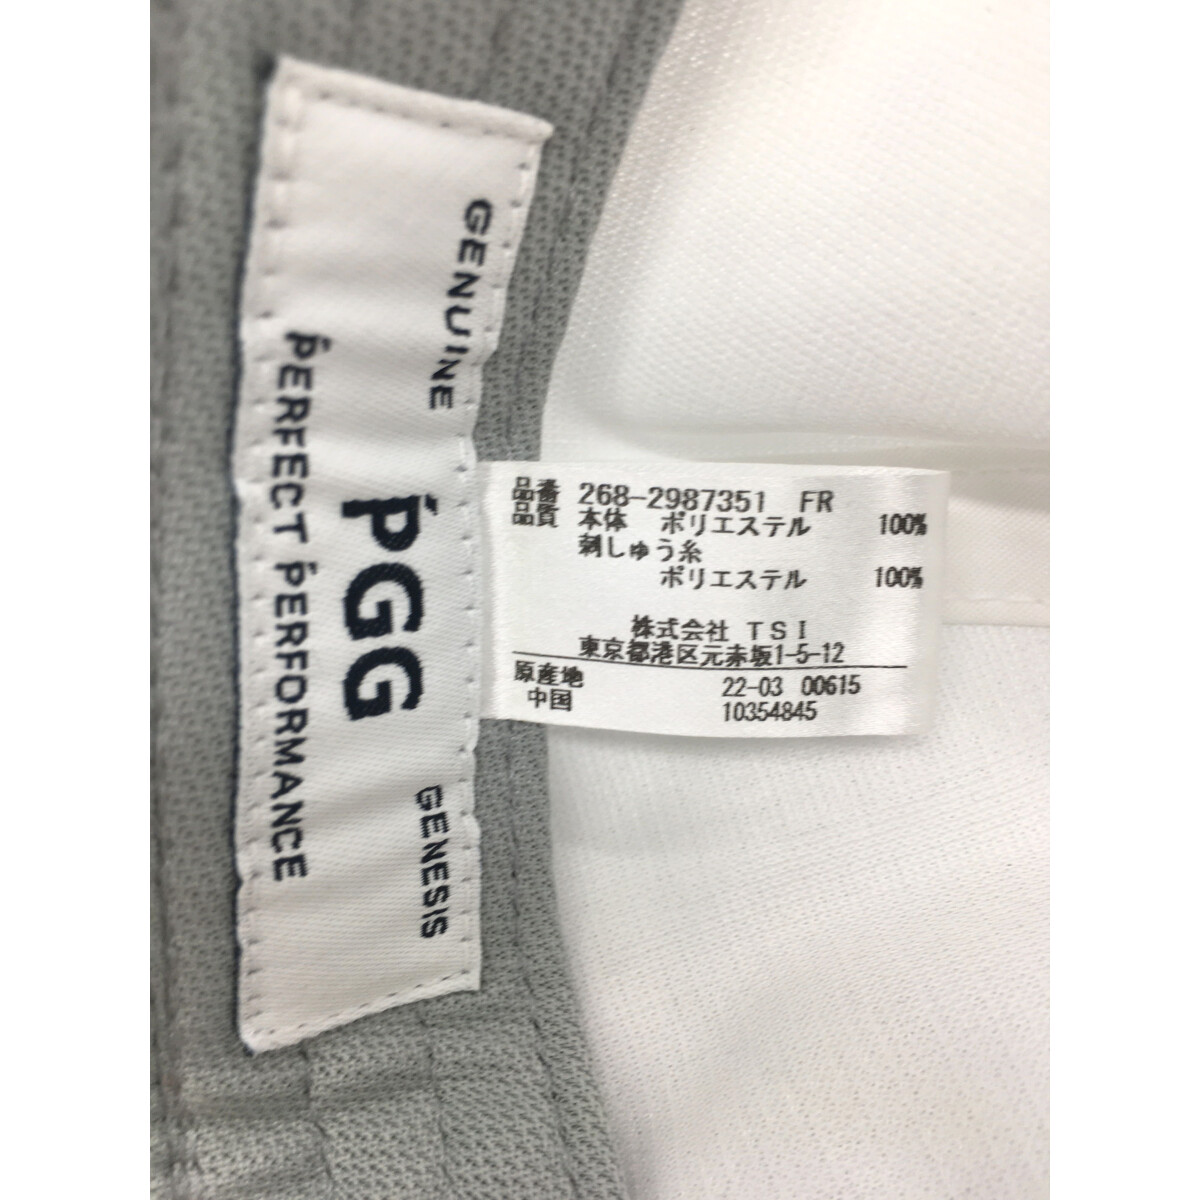 GENUINE
PGG
GENESIS
PERFECT PERFORMANCE
品番 268-2987351 FR
品質 本体 ポリエステル 100%
刺しゅう糸
ポリエステル 100%
株式会社 TSI
東京都港区元赤坂1-5-12
原産地 22-03 00615
中国 10354845